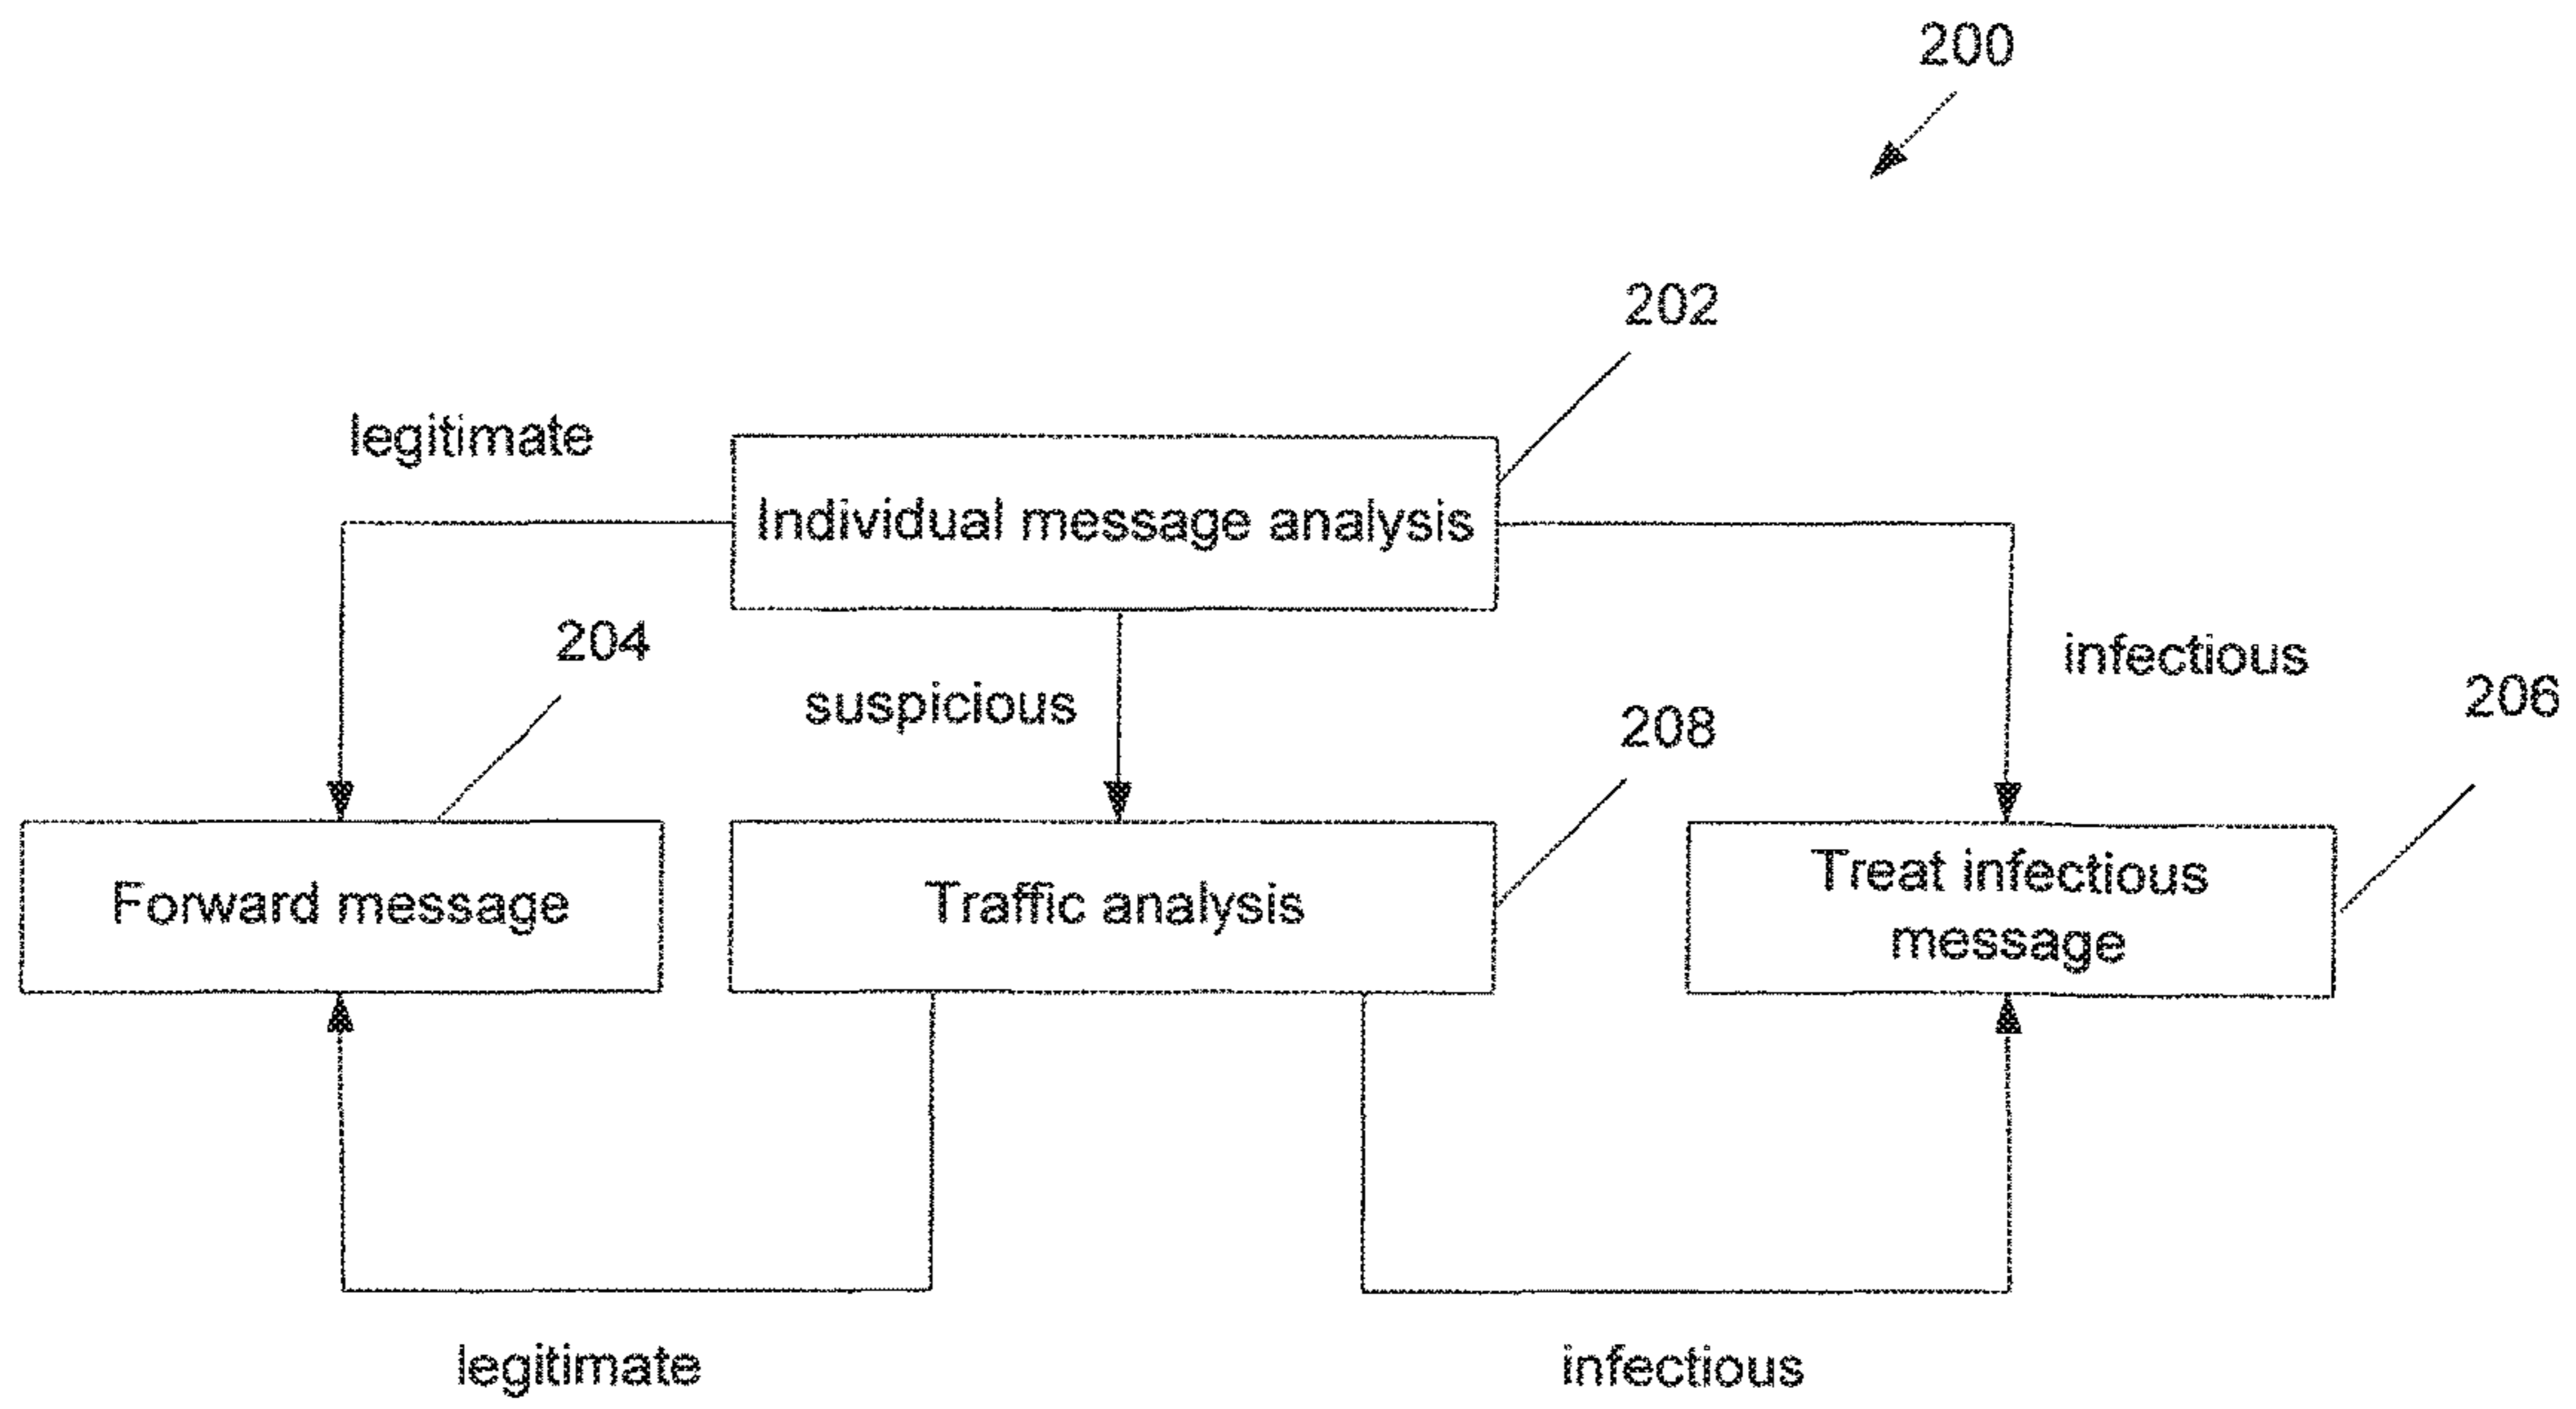 200
202
legitimate
Individual message analysis
204
infectious
suspicious
208
206
Forward message
Traffic analysis
Treat infectious
message
legitimate
infectious